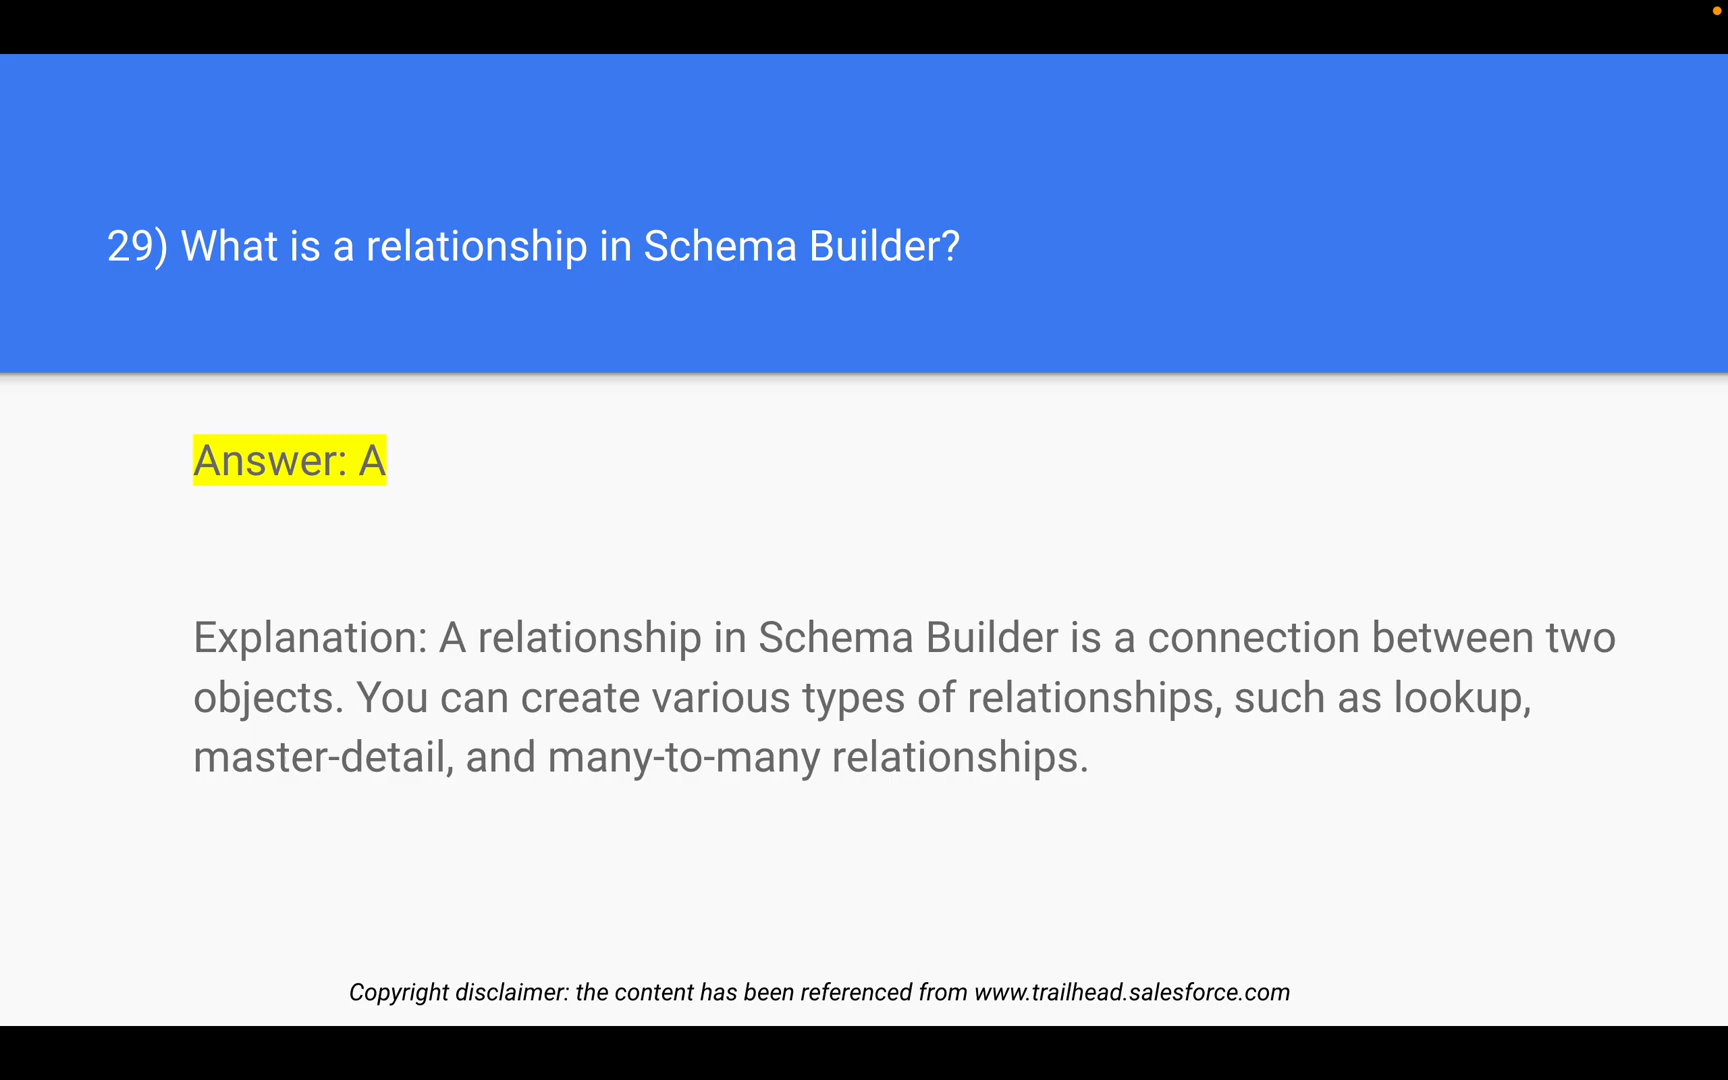 29) What is a relationship in Schema Builder?
Answer: A
Explanation: A relationship in Schema Builder is a connection between two
objects. You can create various types of relationships, such as lookup,
master-detail, and many-to-many relationships.
Copyright disclaimer: the content has been referenced from www.trailhead.salesforce.com